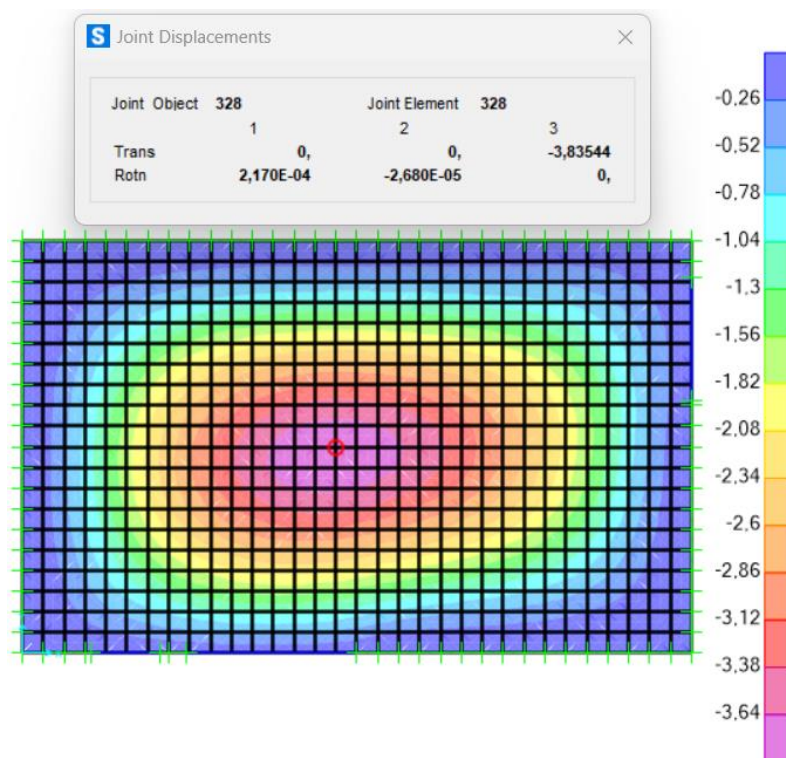 S Joint Displacements
Joint Object 328 Joint Element 328
1 2 3
Trans 0, 0, -3,83544
Rotn 2,170E-04 -2,680E-05 0,
-0,26
-0,52
-0,78
-1,04
-1,3
-1,56
-1,82
-2,08
-2,34
-2,6
-2,86
-3,12
-3,38
-3,64